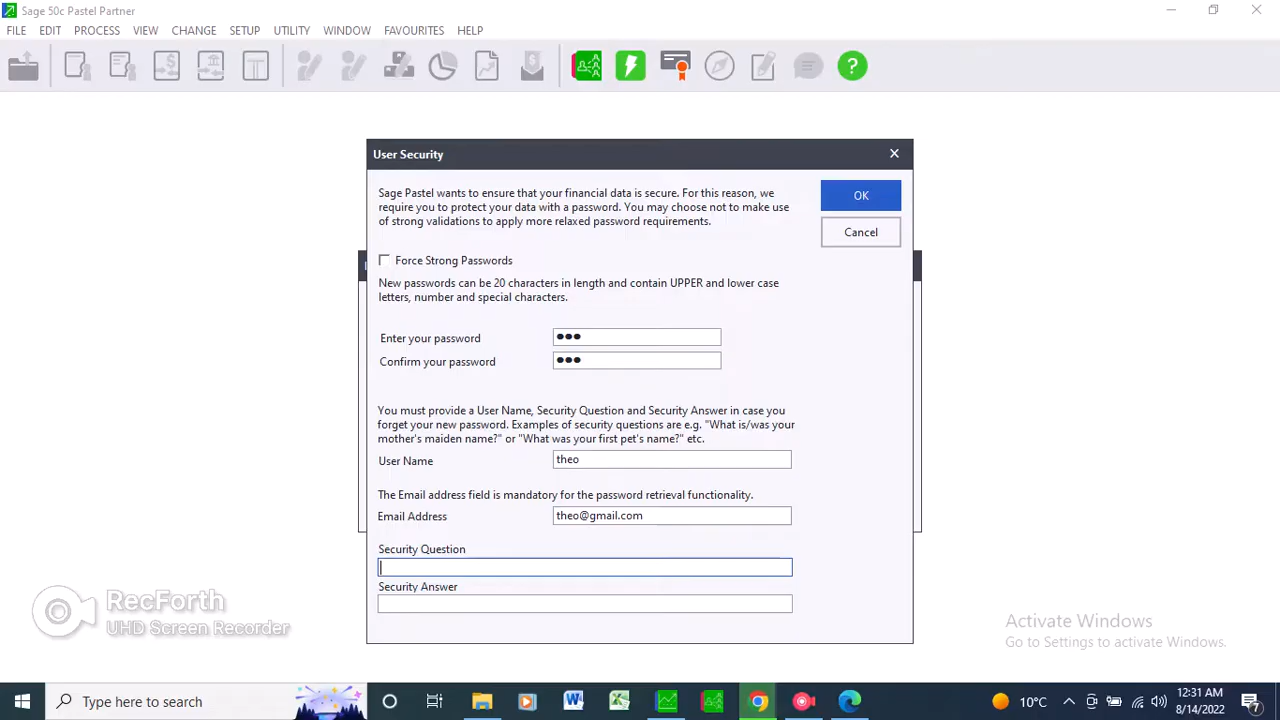 Sage 50c Pastel Partner
FILE EDIT PROCESS VIEW CHANGE SETUP UTILITY WINDOW FAVOURITES HELP
User Security
Sage Pastel wants to ensure that your financial data is secure. For this reason, we
require you to protect your data with a password. You may choose not to make use
of strong validations to apply more relaxed password requirements.
OK
Cancel
Force Strong Passwords
New passwords can be 20 characters in length and contain UPPER and lower case
letters, number and special characters.
Enter your password ●●●
Confirm your password ●●●
You must provide a User Name, Security Question and Security Answer in case you
forget your new password. Examples of security questions are e.g. "What is/was your
mother's maiden name?" or "What was your first pet's name?" etc.
User Name theo
The Email address field is mandatory for the password retrieval functionality.
Email Address theo@gmail.com
Security Question
Security Answer
RecForth
UHD Screen Recorder
Activate Windows
Go to Settings to activate Windows.
Type here to search
10°C
12:31 AM
8/14/2022
7